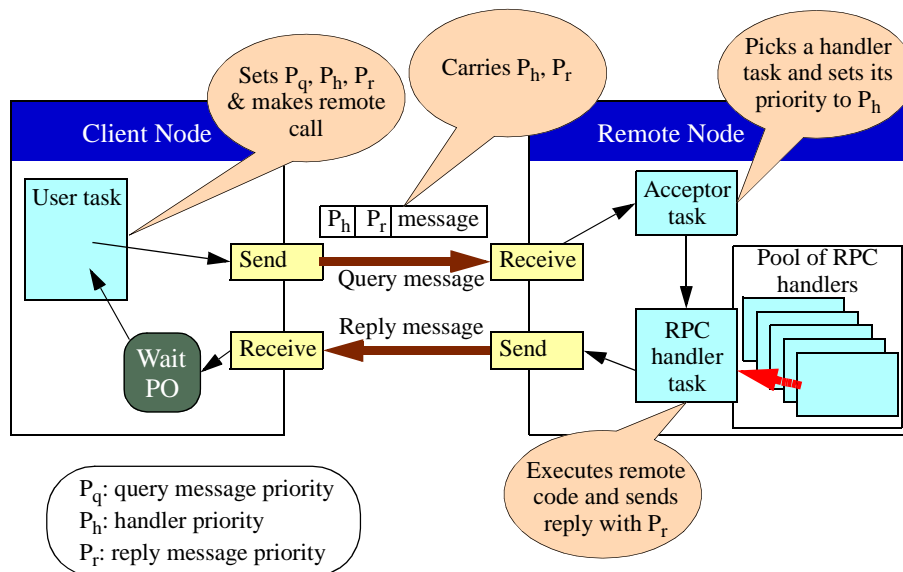 Sets Pq, Ph, Pr
& makes remote
call
Carries Ph, Pr
Picks a handler
task and sets its
priority to Ph
Client Node
Remote Node
User task
Ph Pr message
Acceptor
task
Send
Query message
Receive
Pool of RPC
handlers
Reply message
Receive
Send
RPC
handler
task
Wait
PO
Executes remote
code and sends
reply with Pr
Pq: query message priority
Ph: handler priority
Pr: reply message priority